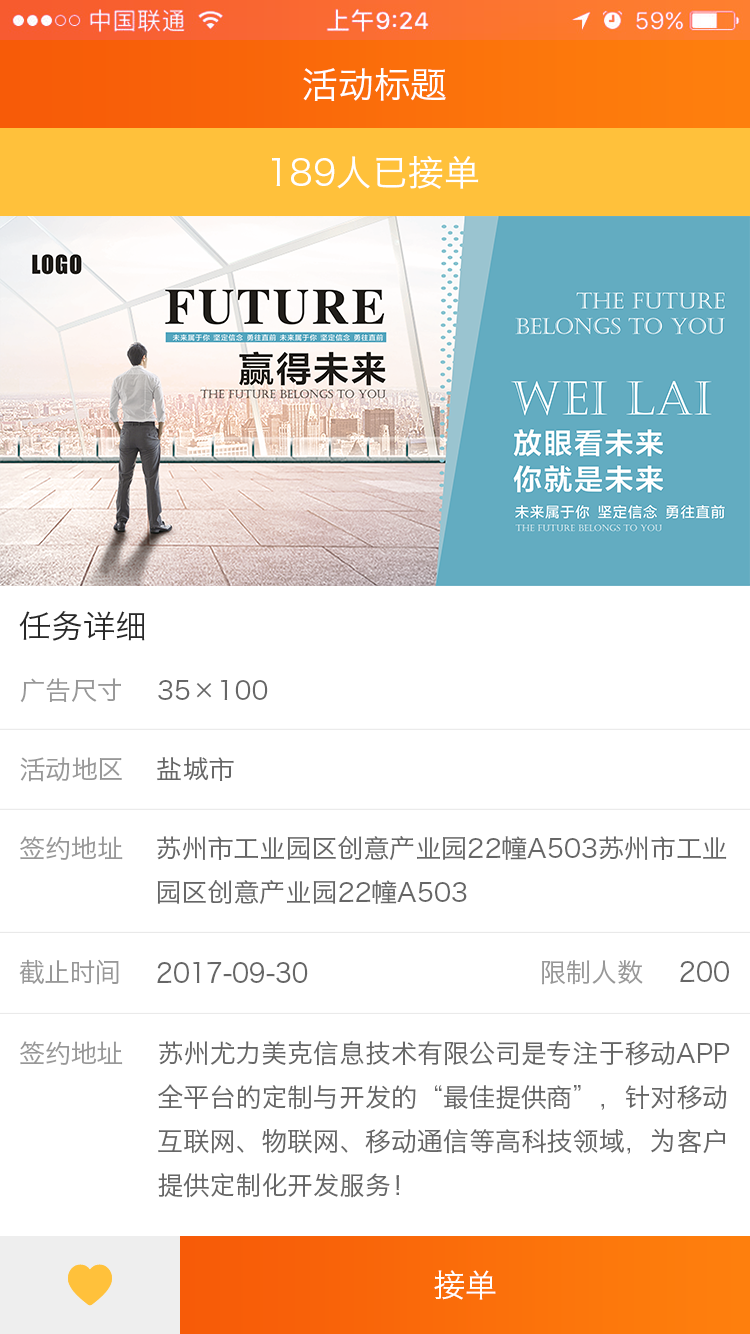 中国联通
上午9:24
59%
活动标题
189人已接单
LOGO
FUTURE
未来属于你 坚定信念 勇往直前 未来属于你 坚定信念 勇往直前
赢得未来
THE FUTURE BELONGS TO YOU
THE FUTURE
BELONGS TO YOU
WEI LAI
放眼看未来
你就是未来
未来属于你 坚定信念 勇往直前
THE FUTURE BELONGS TO YOU
任务详细
广告尺寸 35×100
活动地区 盐城市
签约地址 苏州市工业园区创意产业园22幢A503苏州市工业
园区创意产业园22幢A503
截止时间 2017-09-30 限制人数 200
签约地址 苏州尤力美克信息技术有限公司是专注于移动APP
全平台的定制与开发的“最佳提供商”，针对移动
互联网、物联网、移动通信等高科技领域，为客户
提供定制化开发服务！
接单